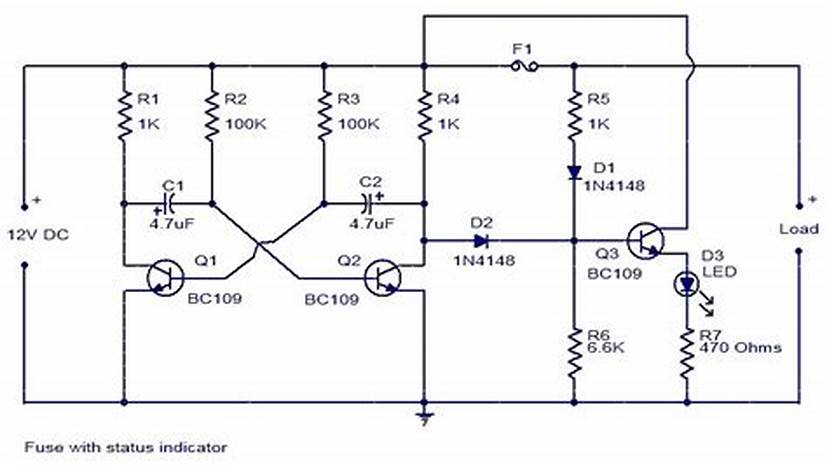 F1
R1
1K
R2
100K
R3
100K
R4
1K
R5
1K
D1
1N4148
C1
+
4.7uF
C2
+
4.7uF
+
12V DC
+
Load
D2
1N4148
Q1
BC109
Q2
BC109
Q3
BC109
D3
LED
R6
6.6K
R7
470 Ohms
Fuse with status indicator